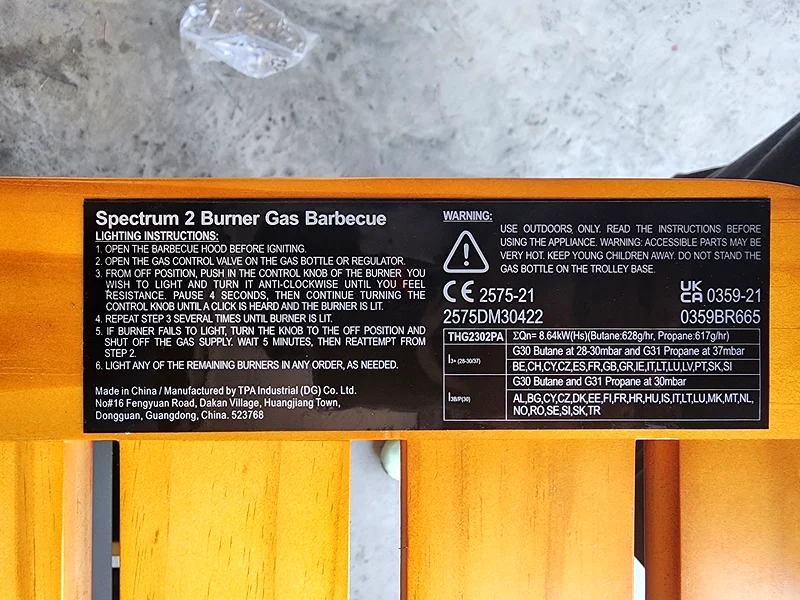 Spectrum 2 Burner Gas Barbecue
LIGHTING INSTRUCTIONS:
1. OPEN THE BARBECUE HOOD BEFORE IGNITING.
2. OPEN THE GAS CONTROL VALVE ON THE GAS BOTTLE OR REGULATOR.
3. FROM OFF POSITION, PUSH IN THE CONTROL KNOB OF THE BURNER YOU
WISH TO LIGHT AND TURN IT ANTI-CLOCKWISE UNTIL YOU FEEL
RESISTANCE. PAUSE 4 SECONDS, THEN CONTINUE TURNING THE
CONTROL KNOB UNTIL A CLICK IS HEARD AND THE BURNER IS LIT.
4. REPEAT STEP 3 SEVERAL TIMES UNTIL BURNER IS LIT.
5. IF BURNER FAILS TO LIGHT, TURN THE KNOB TO THE OFF POSITION AND
SHUT OFF THE GAS SUPPLY. WAIT 5 MINUTES, THEN REATTEMPT FROM
STEP 2.
6. LIGHT ANY OF THE REMAINING BURNERS IN ANY ORDER, AS NEEDED.
Made in China / Manufactured by TPA Industrial (DG) Co. Ltd.
No#16 Fengyuan Road, Dakan Village, Huangjiang Town,
Dongguan, Guangdong, China. 523768
WARNING:
USE OUTDOORS ONLY. READ THE INSTRUCTIONS BEFORE
USING THE APPLIANCE. WARNING: ACCESSIBLE PARTS MAY BE
VERY HOT. KEEP YOUNG CHILDREN AWAY. DO NOT STAND THE
GAS BOTTLE ON THE TROLLEY BASE.
CE 2575-21
2575DM30422
UK CA 0359-21
0359BR665
THG2302PA ΣQn= 8.64kW(Hs)(Butane:628g/hr, Propane:617g/hr)
I3+ (28-30/37)
G30 Butane at 28-30mbar and G31 Propane at 37mbar
BE,CH,CY,CZ,ES,FR,GB,GR,IE,IT,LT,LU,LV,PT,SK,SI
I3B/P(30)
G30 Butane and G31 Propane at 30mbar
AL,BG,CY,CZ,DK,EE,FI,FR,HR,HU,IS,IT,LT,LU,MK,MT,NL,
NO,RO,SE,SI,SK,TR